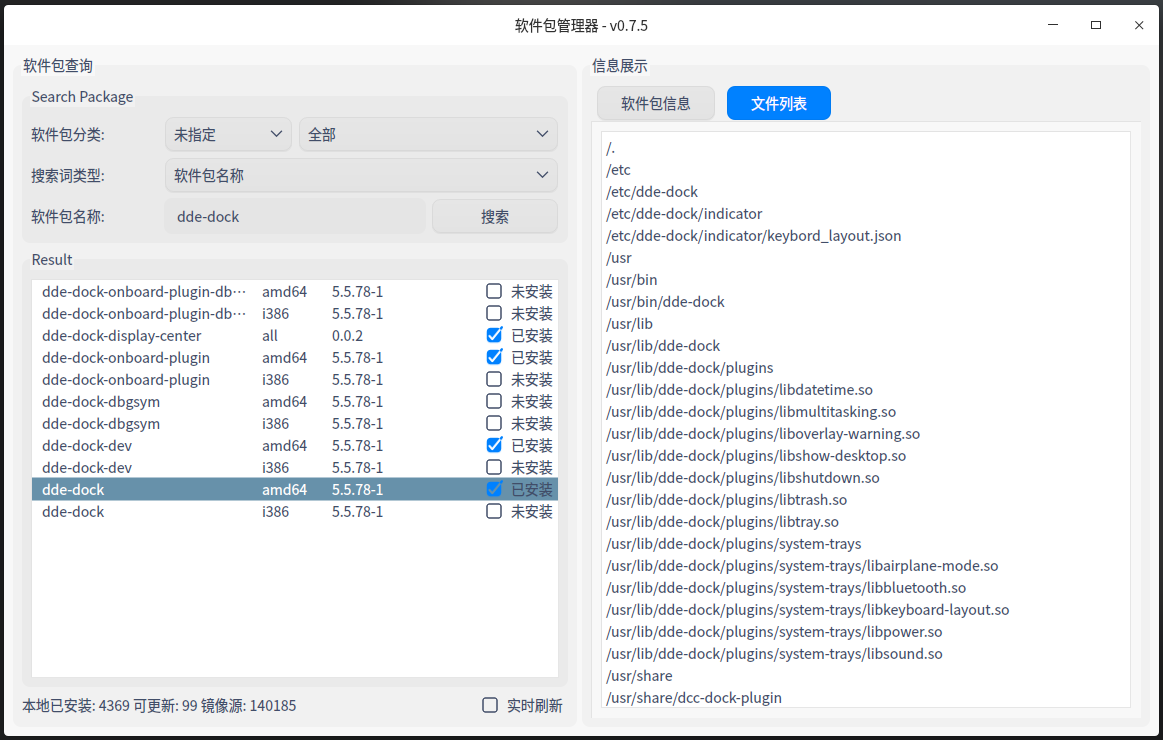 软件包管理器 - v0.7.5
软件包查询
Search Package
软件包分类: 未指定 全部
搜索词类型: 软件包名称
软件包名称: dde-dock 搜索
Result
dde-dock-onboard-plugin-db··· amd64 5.5.78-1 未安装
dde-dock-onboard-plugin-db··· i386 5.5.78-1 未安装
dde-dock-display-center all 0.0.2 已安装
dde-dock-onboard-plugin amd64 5.5.78-1 已安装
dde-dock-onboard-plugin i386 5.5.78-1 未安装
dde-dock-dbgsym amd64 5.5.78-1 未安装
dde-dock-dbgsym i386 5.5.78-1 未安装
dde-dock-dev amd64 5.5.78-1 已安装
dde-dock-dev i386 5.5.78-1 未安装
dde-dock amd64 5.5.78-1 已安装
dde-dock i386 5.5.78-1 未安装
本地已安装: 4369 可更新: 99 镜像源: 140185 实时刷新
信息展示
软件包信息 文件列表
/.
/etc
/etc/dde-dock
/etc/dde-dock/indicator
/etc/dde-dock/indicator/keybord_layout.json
/usr
/usr/bin
/usr/bin/dde-dock
/usr/lib
/usr/lib/dde-dock
/usr/lib/dde-dock/plugins
/usr/lib/dde-dock/plugins/libdatetime.so
/usr/lib/dde-dock/plugins/libmultitasking.so
/usr/lib/dde-dock/plugins/liboverlay-warning.so
/usr/lib/dde-dock/plugins/libshow-desktop.so
/usr/lib/dde-dock/plugins/libshutdown.so
/usr/lib/dde-dock/plugins/libtrash.so
/usr/lib/dde-dock/plugins/libtray.so
/usr/lib/dde-dock/plugins/system-trays
/usr/lib/dde-dock/plugins/system-trays/libairplane-mode.so
/usr/lib/dde-dock/plugins/system-trays/libbluetooth.so
/usr/lib/dde-dock/plugins/system-trays/libkeyboard-layout.so
/usr/lib/dde-dock/plugins/system-trays/libpower.so
/usr/lib/dde-dock/plugins/system-trays/libsound.so
/usr/share
/usr/share/dcc-dock-plugin